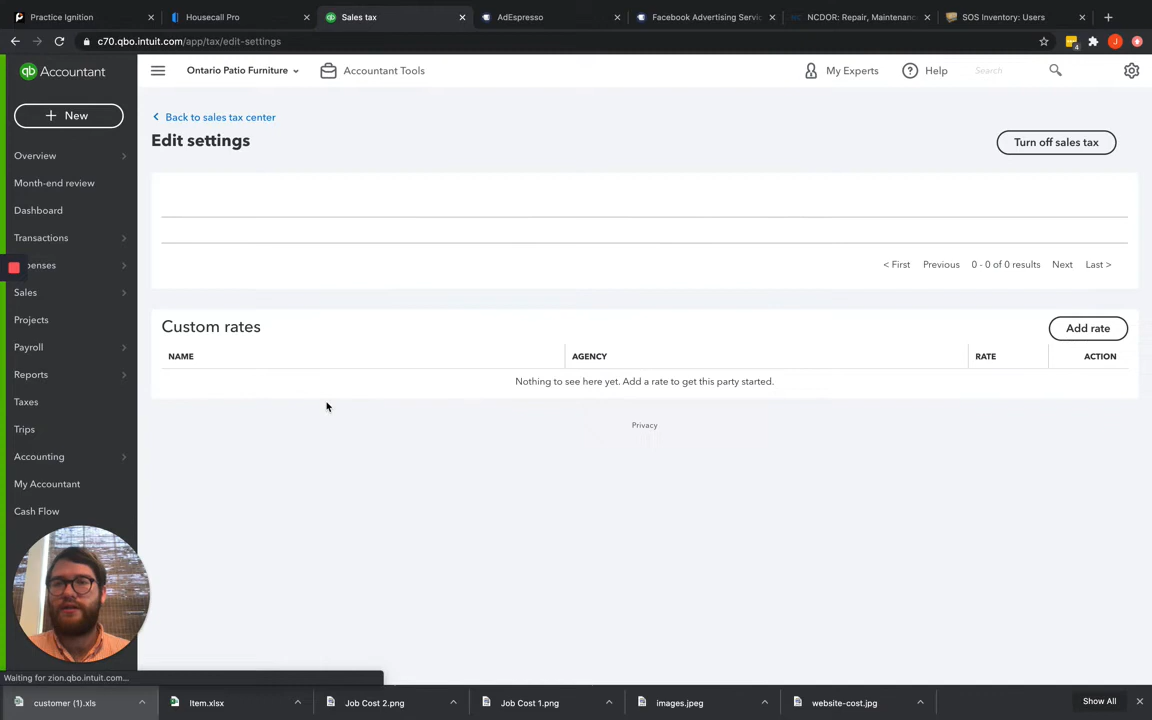 Practice Ignition
Housecall Pro
Sales tax
AdEspresso
Facebook Advertising Servic
NCDOR: Repair, Maintenanc
SOS Inventory: Users
c70.qbo.intuit.com/app/tax/edit-settings
4
J
qb Accountant
Ontario Patio Furniture
Accountant Tools
My Experts
Help
Search
+ New
Overview
Month-end review
Dashboard
Transactions
penses
Sales
Projects
Payroll
Reports
Taxes
Trips
Accounting
My Accountant
Cash Flow
Back to sales tax center
Edit settings
Turn off sales tax
< First Previous 0 - 0 of 0 results Next Last >
Custom rates
Add rate
NAME AGENCY RATE ACTION
Nothing to see here yet. Add a rate to get this party started.
Privacy
Waiting for zion.qbo.intuit.com...
customer (1).xls
Item.xlsx
Job Cost 2.png
Job Cost 1.png
images.jpeg
website-cost.jpg
Show All